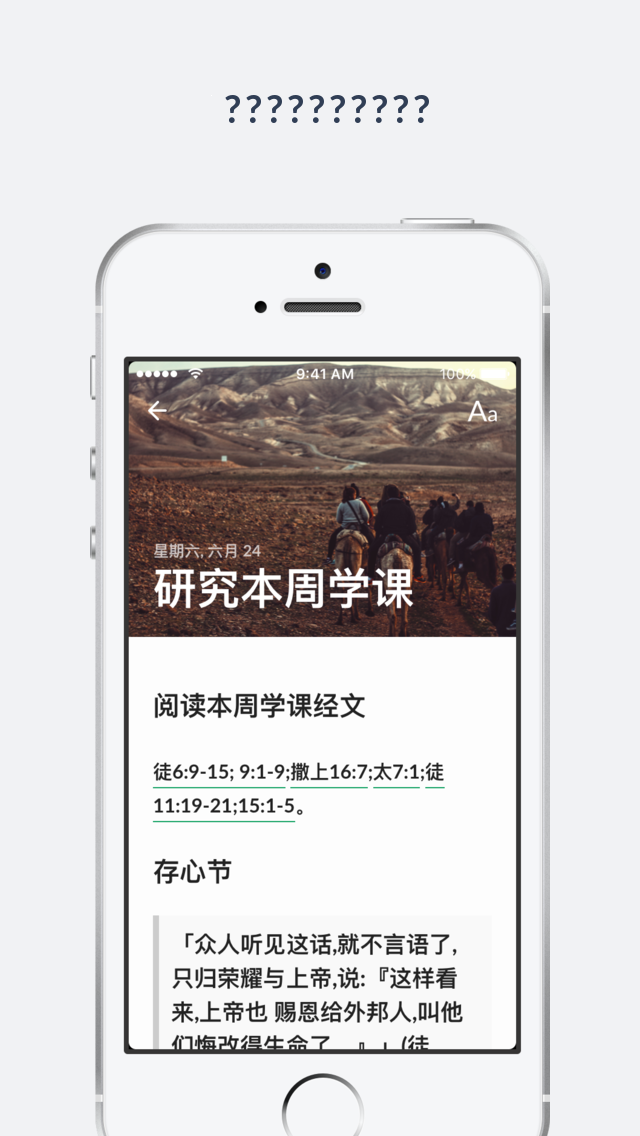 ??????????
9:41 AM
100%
Aa
星期六, 六月 24
研究本周学课
阅读本周学课经文
徒6:9-15; 9:1-9;撒上16:7;太7:1;徒
11:19-21;15:1-5。
存心节
「众人听见这话,就不言语了,
只归荣耀与上帝,说:『这样看
来,上帝也 赐恩给外邦人,叫他
们悔改得生命了。』」(徒